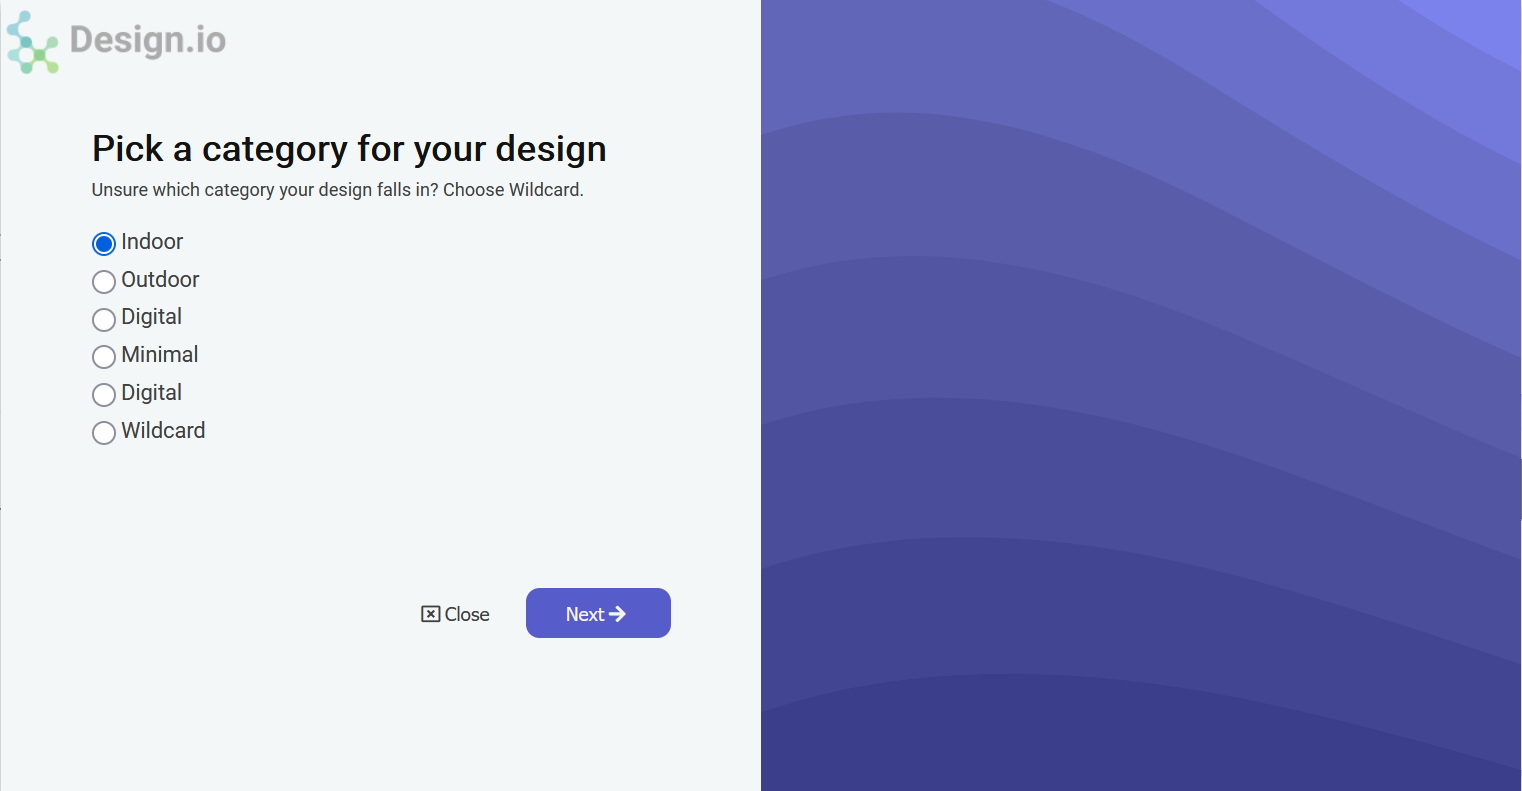 Design.io
Pick a category for your design
Unsure which category your design falls in? Choose Wildcard.
Indoor
Outdoor
Digital
Minimal
Digital
Wildcard
Close
Next